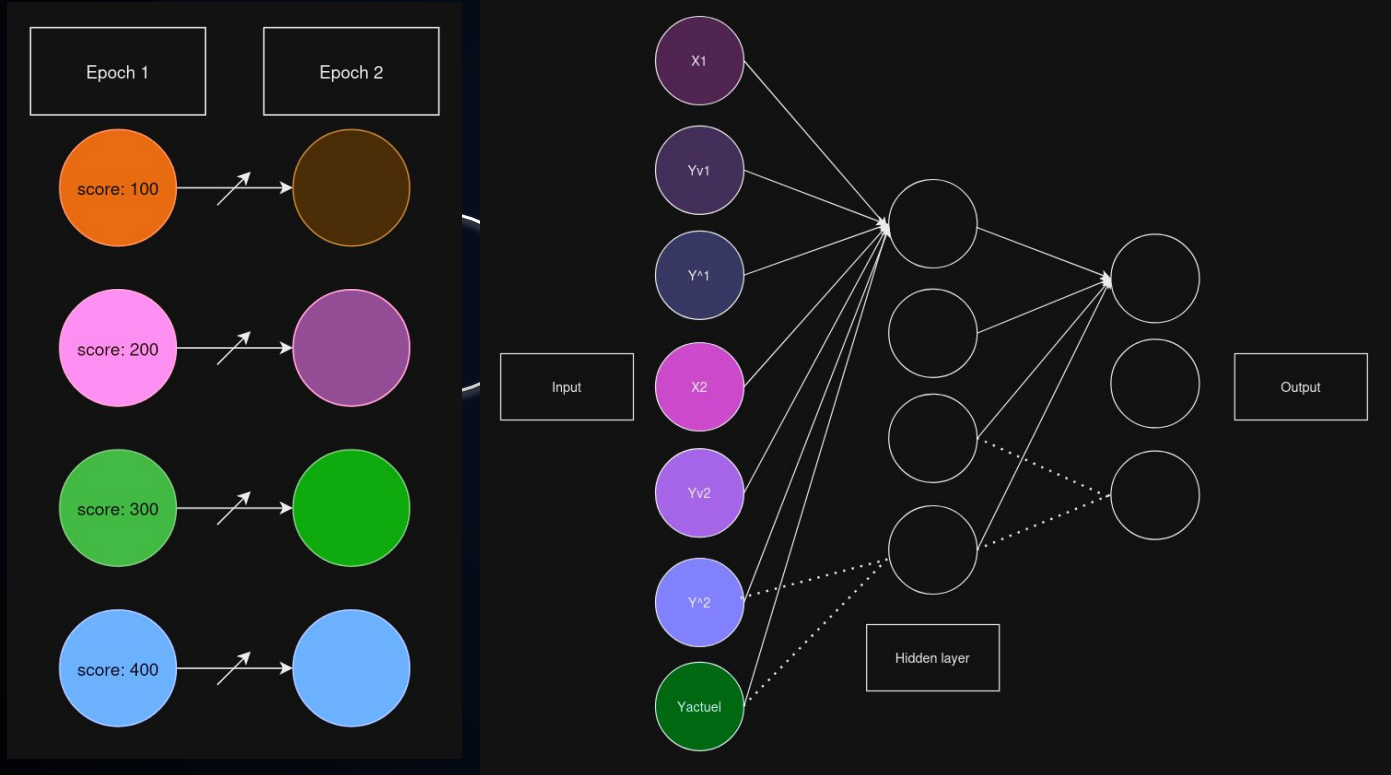 Epoch 1
Epoch 2
score: 100
score: 200
score: 300
score: 400
X1
Yv1
Y^1
X2
Yv2
Y^2
Yactuel
Input
Hidden layer
Output